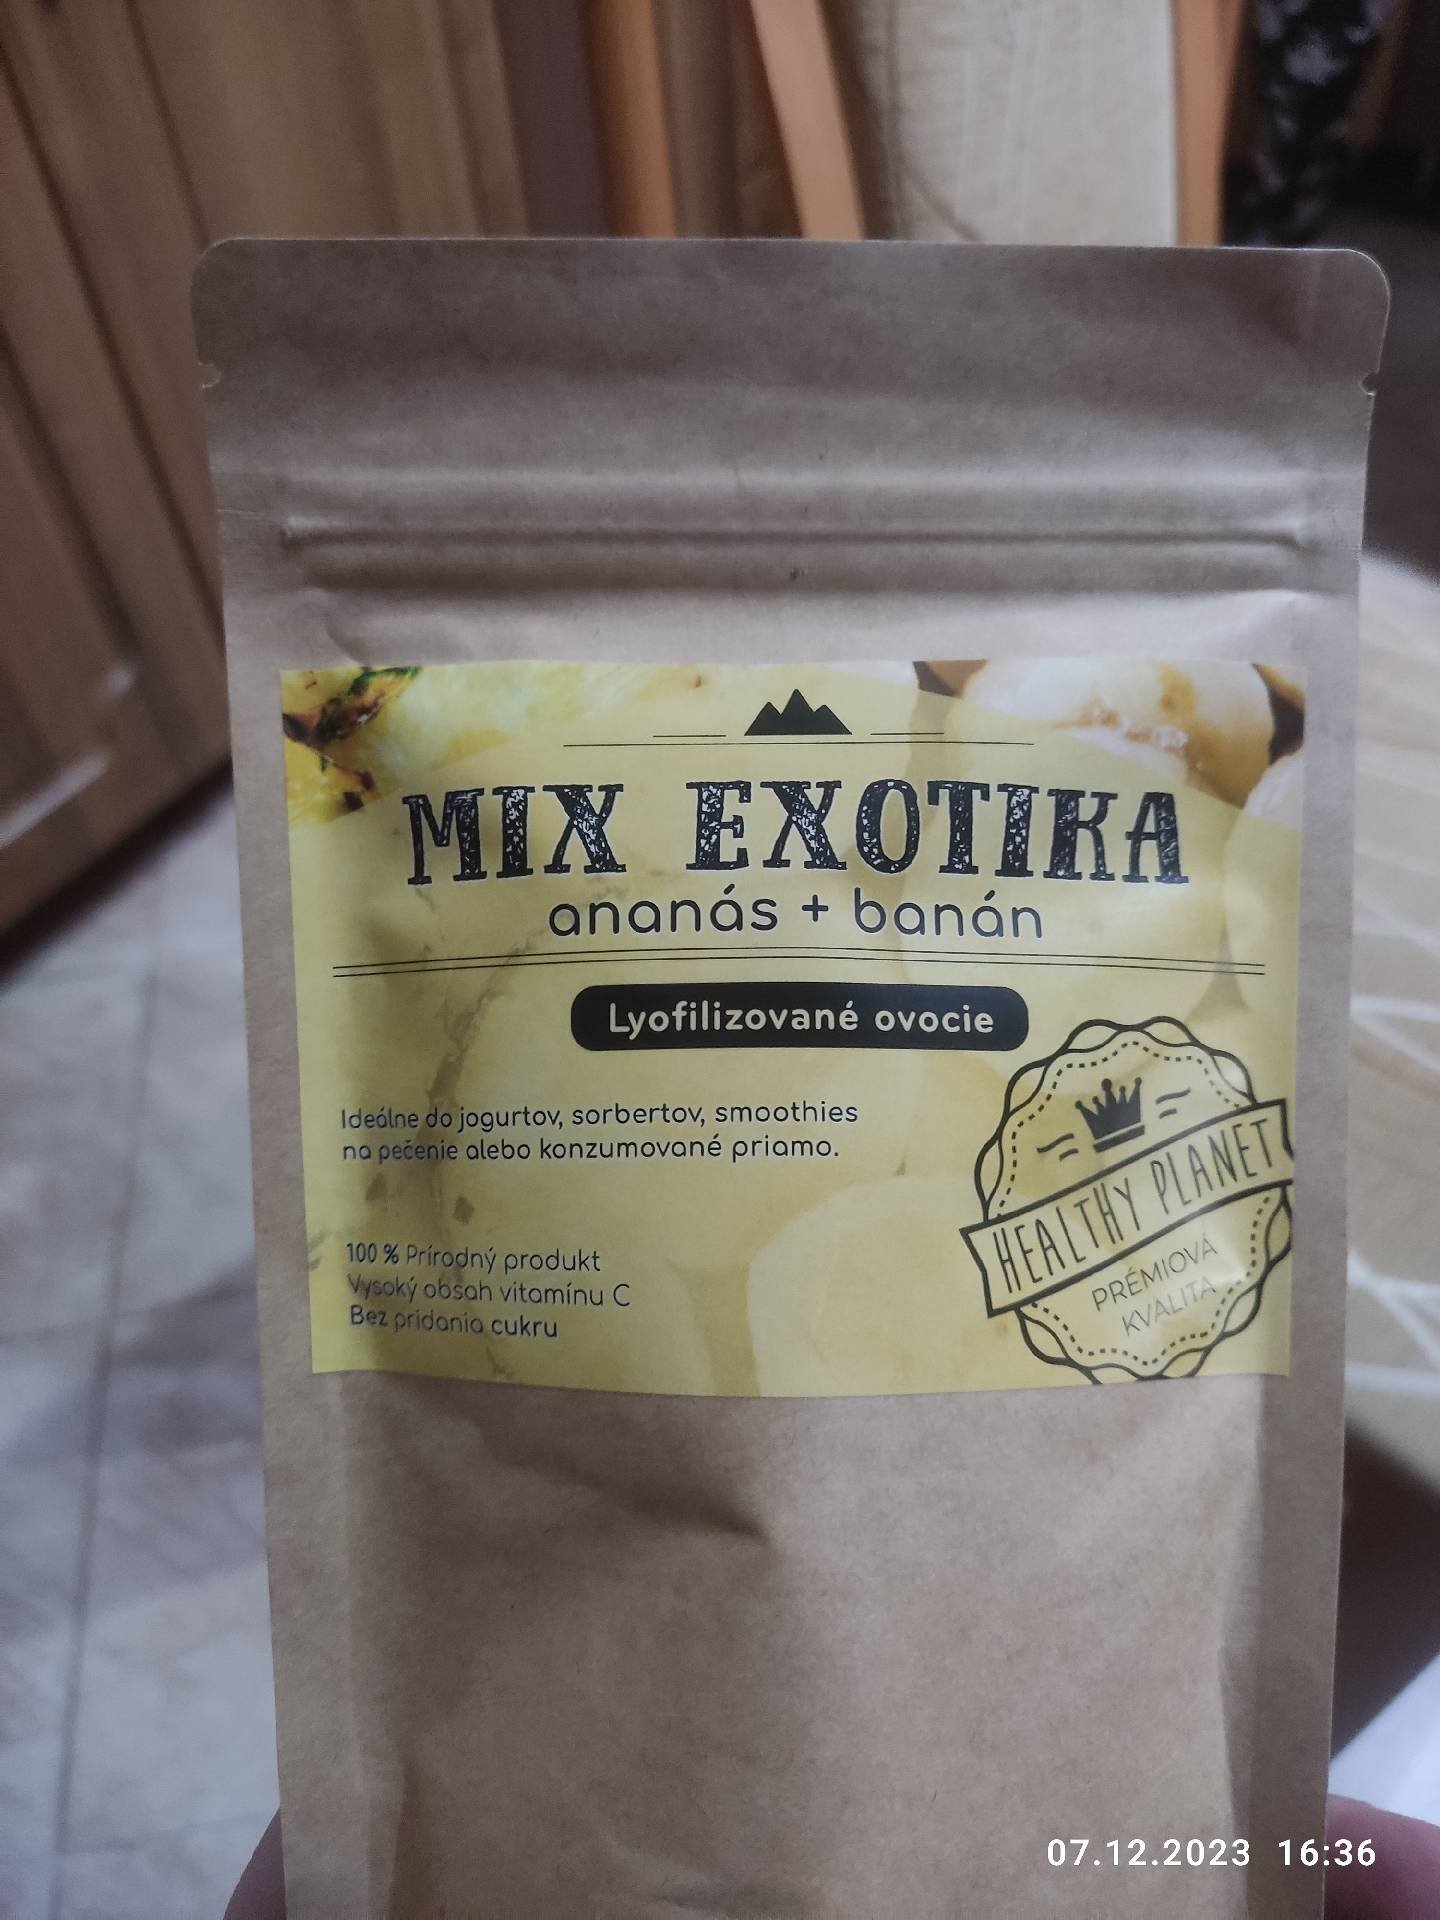 MIX EXOTIKA
ananás + banán
Lyofilizované ovocie
Ideálne do jogurtov, sorbertov, smoothies
na pečenie alebo konzumované priamo.
100 % Prírodný produkt
Vysoký obsah vitamínu C
Bez pridania cukru
HEALTHY PLANET
PRÉMIOVÁ
KVALITA
07.12.2023 16:36